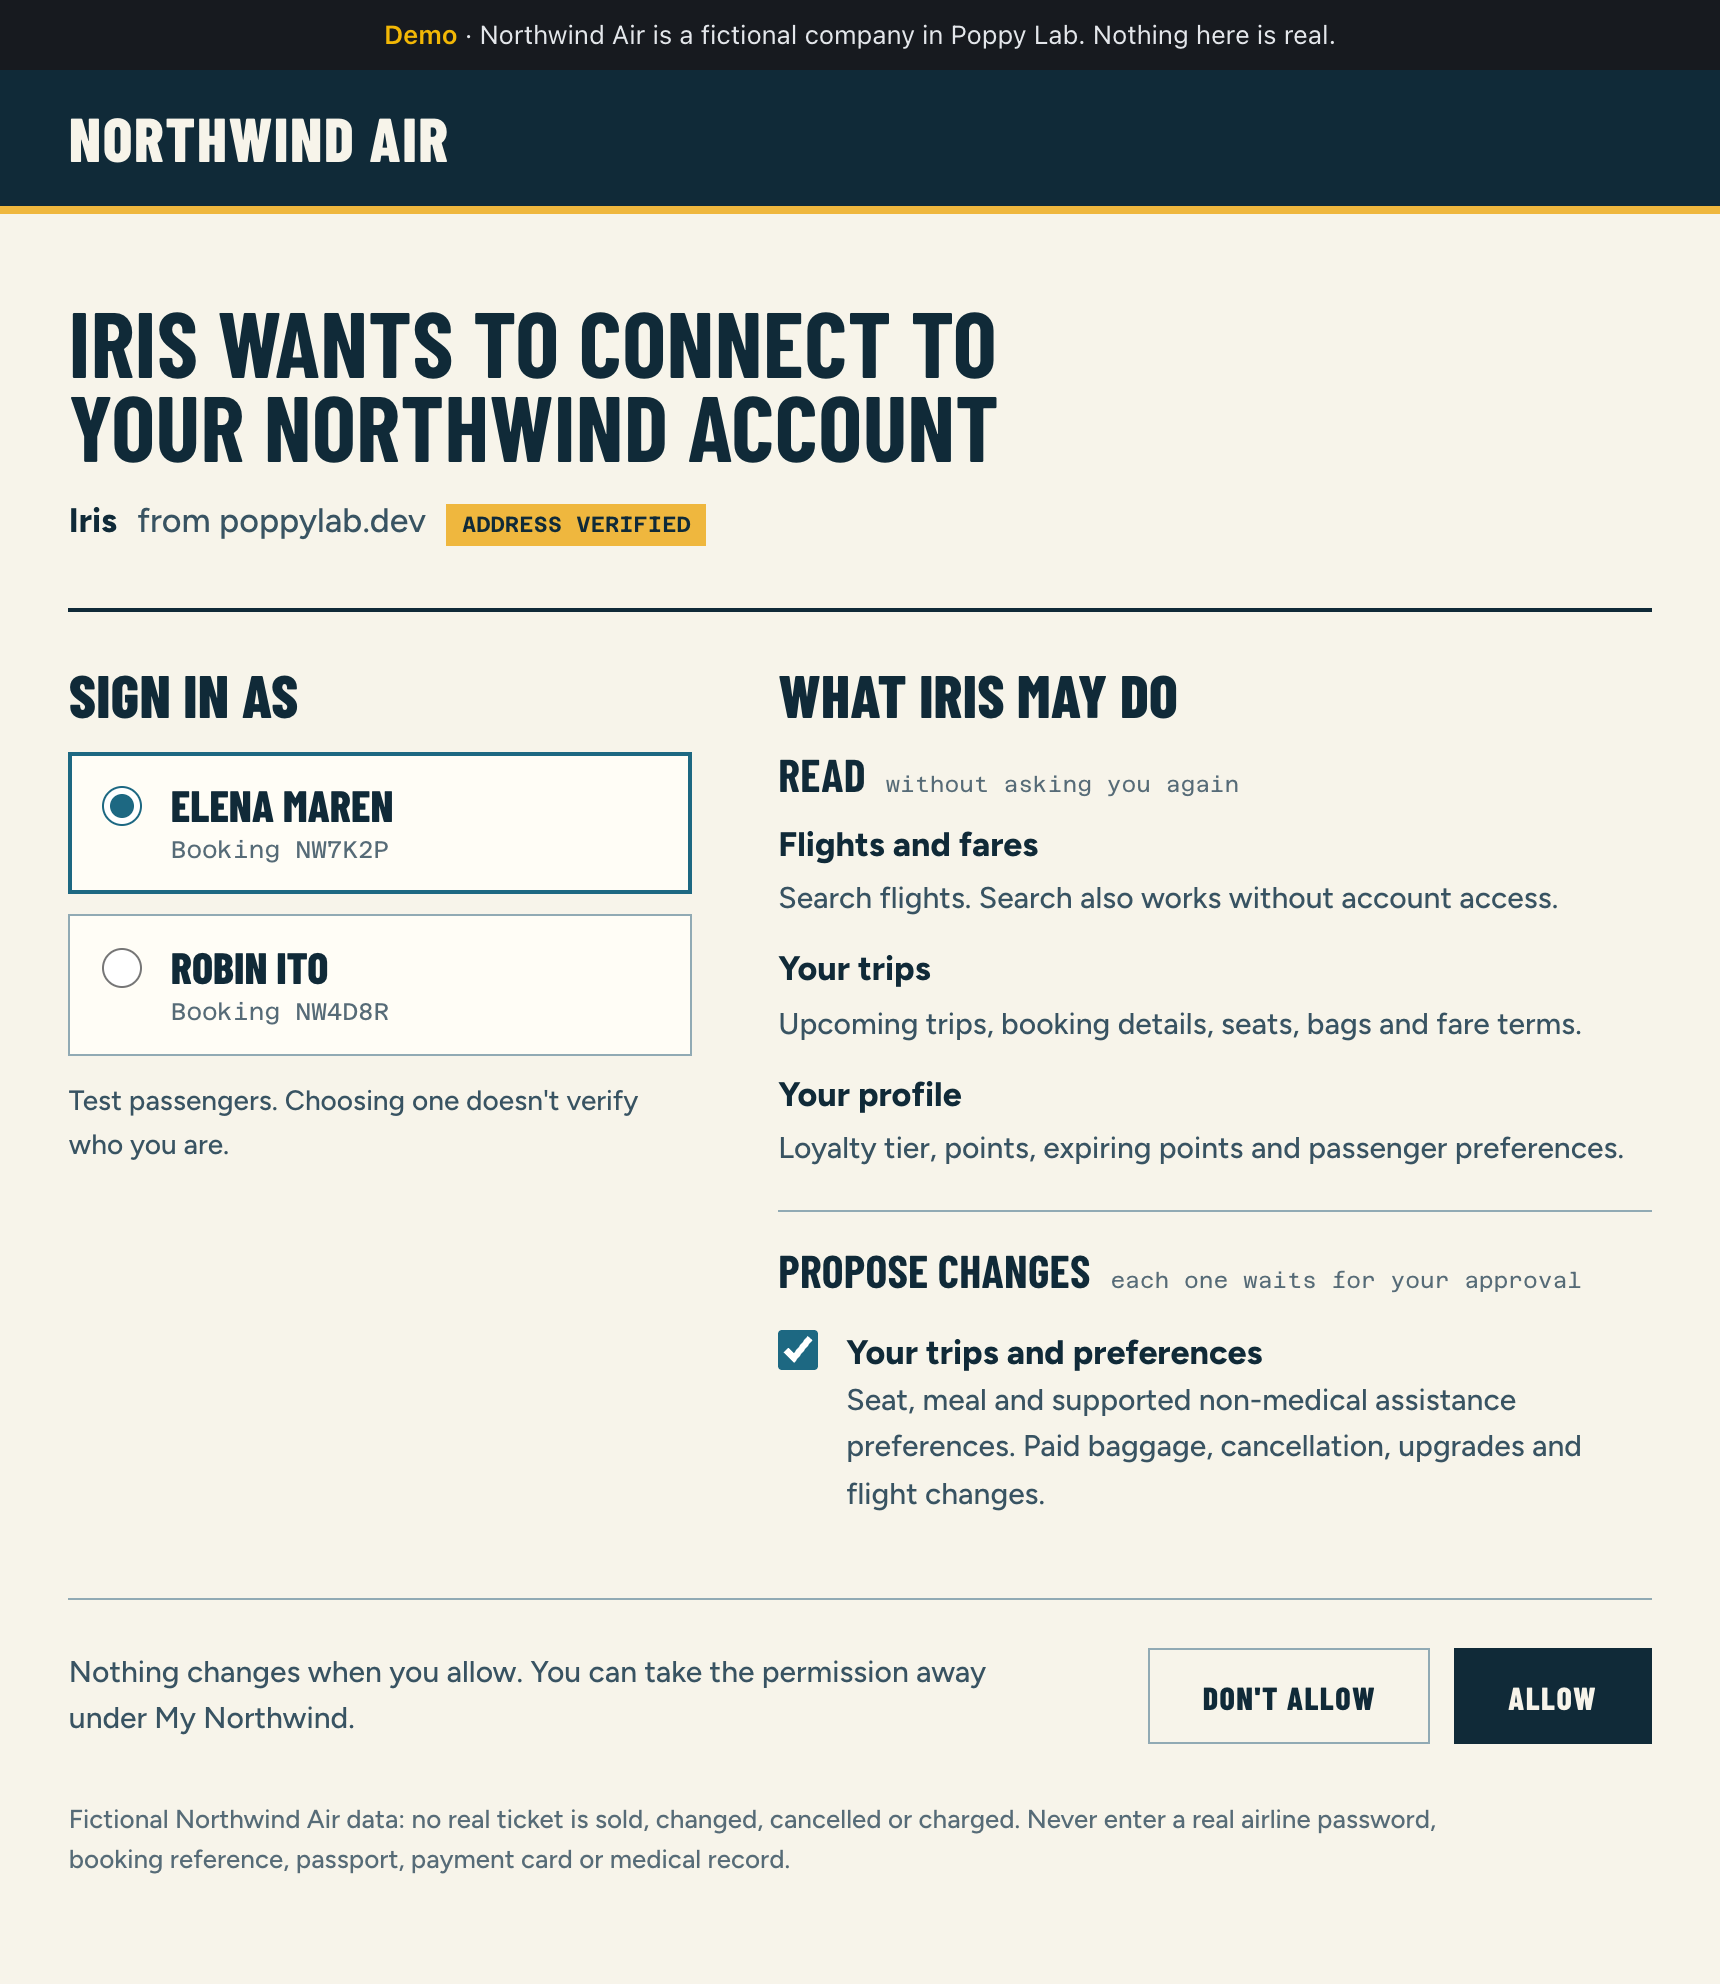 Demo · Northwind Air is a fictional company in Poppy Lab. Nothing here is real.
NORTHWIND AIR
IRIS WANTS TO CONNECT TO
YOUR NORTHWIND ACCOUNT
Iris from poppylab.dev ADDRESS VERIFIED
SIGN IN AS
ELENA MAREN
Booking NW7K2P
ROBIN ITO
Booking NW4D8R
Test passengers. Choosing one doesn't verify
who you are.
WHAT IRIS MAY DO
READ without asking you again
Flights and fares
Search flights. Search also works without account access.
Your trips
Upcoming trips, booking details, seats, bags and fare terms.
Your profile
Loyalty tier, points, expiring points and passenger preferences.
PROPOSE CHANGES each one waits for your approval
Your trips and preferences
Seat, meal and supported non-medical assistance
preferences. Paid baggage, cancellation, upgrades and
flight changes.
Nothing changes when you allow. You can take the permission away
under My Northwind.
DON'T ALLOW
ALLOW
Fictional Northwind Air data: no real ticket is sold, changed, cancelled or charged. Never enter a real airline password,
booking reference, passport, payment card or medical record.